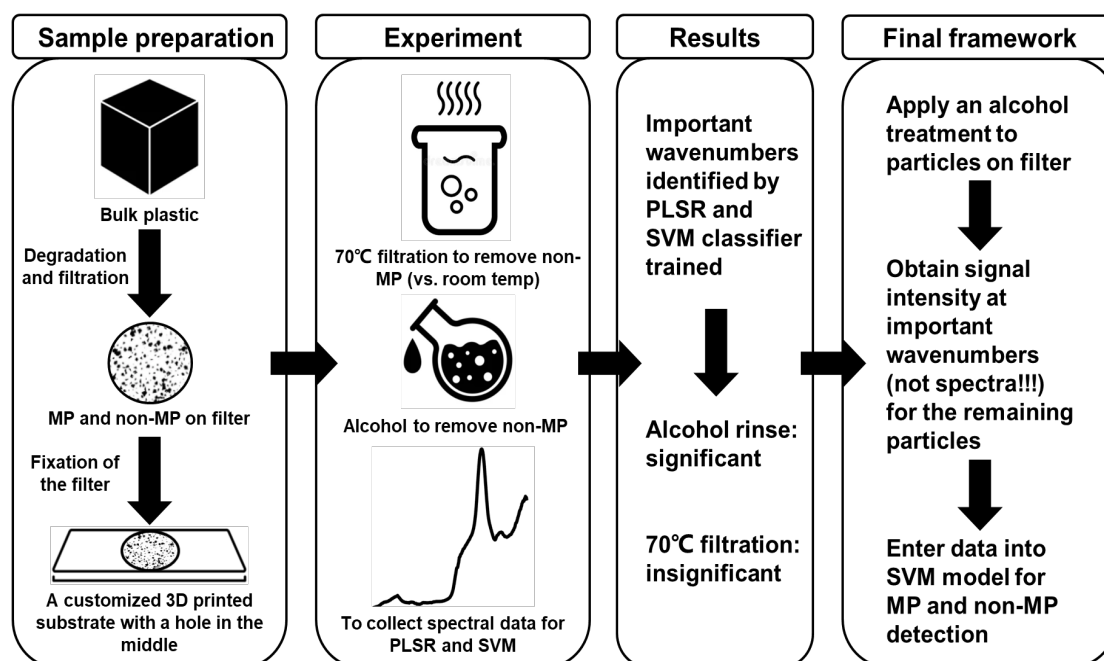 Sample preparation
Bulk plastic
Degradation
and filtration
MP and non-MP on filter
Fixation of
the filter
A customized 3D printed
substrate with a hole in the
middle
Experiment
70℃ filtration to remove non-
MP (vs. room temp)
Alcohol to remove non-MP
To collect spectral data for
PLSR and SVM
Results
Important
wavenumbers
identified by
PLSR and
SVM classifier
trained
Alcohol rinse:
significant
70℃ filtration:
insignificant
Final framework
Apply an alcohol
treatment to
particles on filter
Obtain signal
intensity at
important
wavenumbers
(not spectra!!!)
for the remaining
particles
Enter data into
SVM model for
MP and non-MP
detection